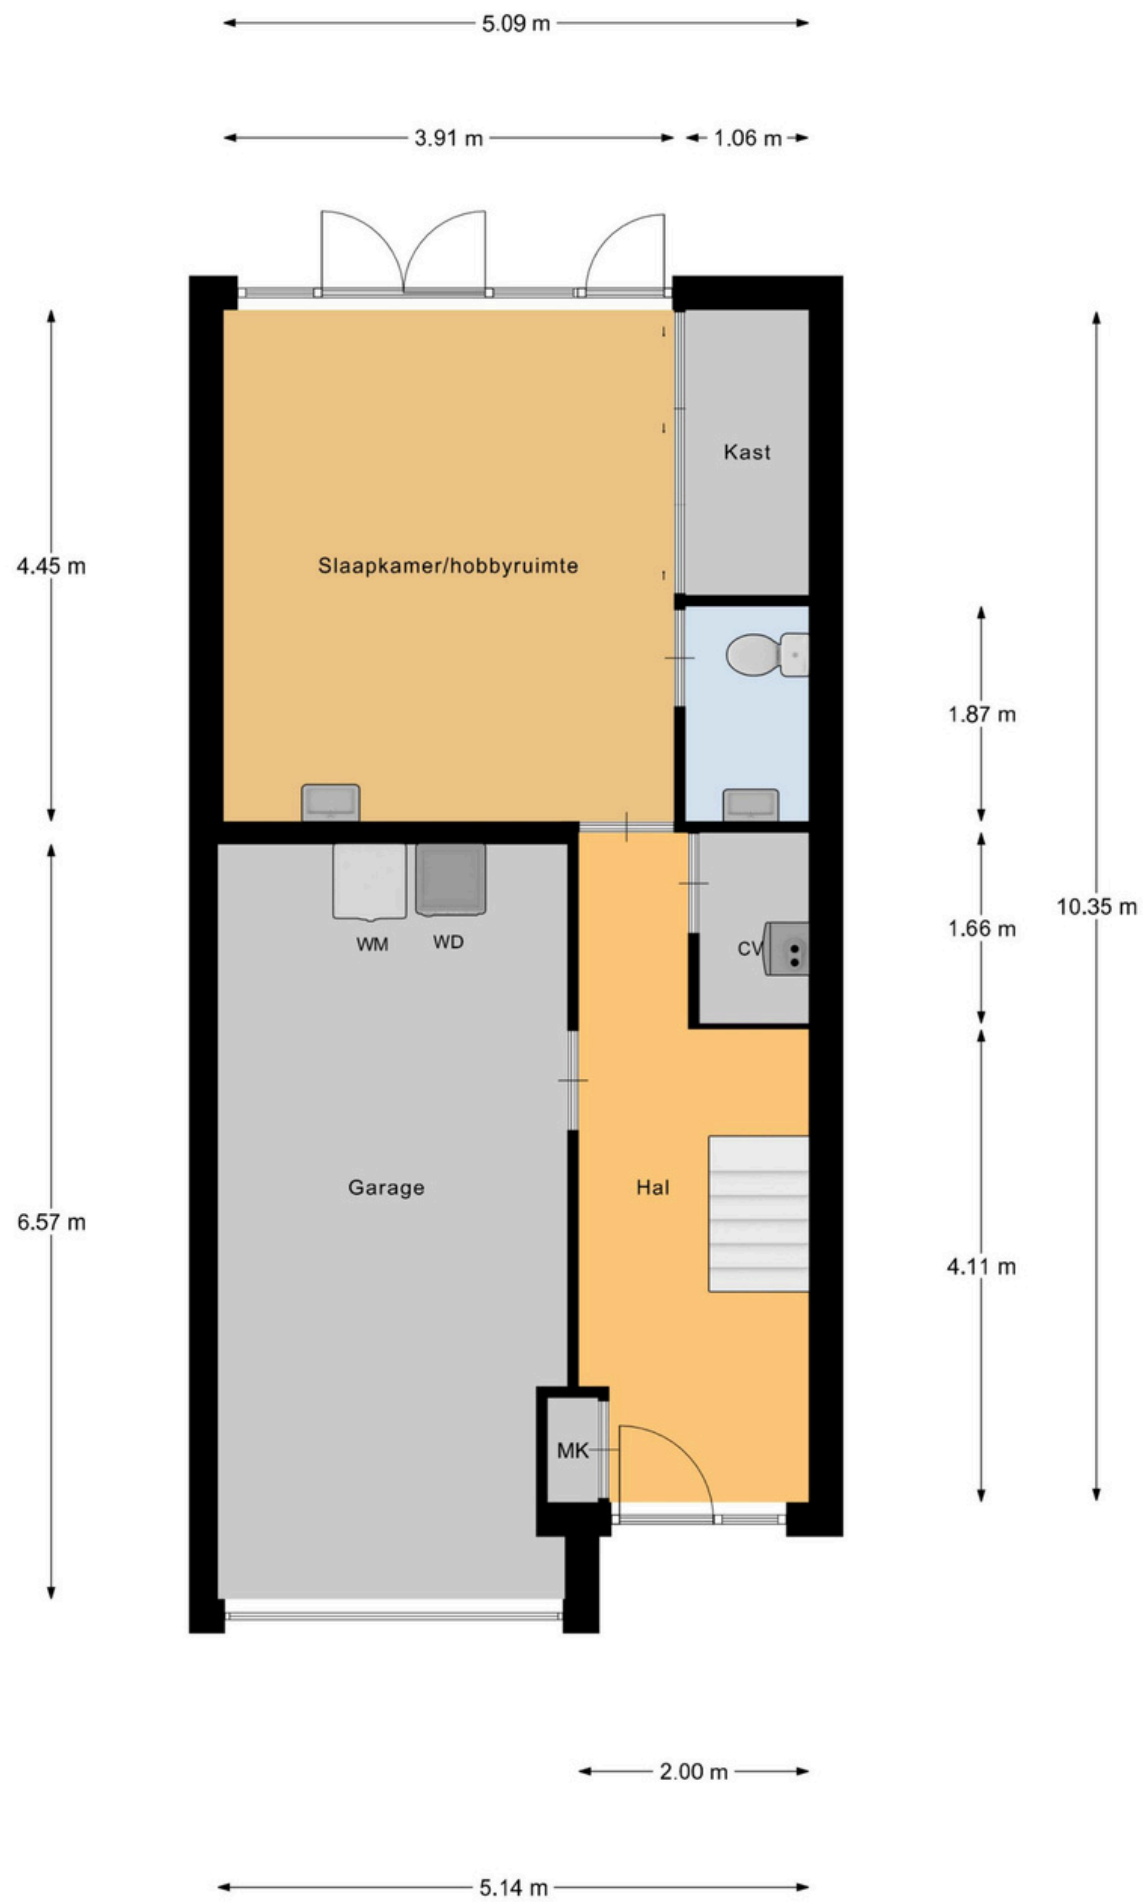 5.09 m
3.91 m
1.06 m
Kast
4.45 m
Slaapkamer/hobbyruimte
1.87 m
10.35 m
1.66 m
WM
WD
CV
Garage
Hal
6.57 m
4.11 m
MK
2.00 m
5.14 m